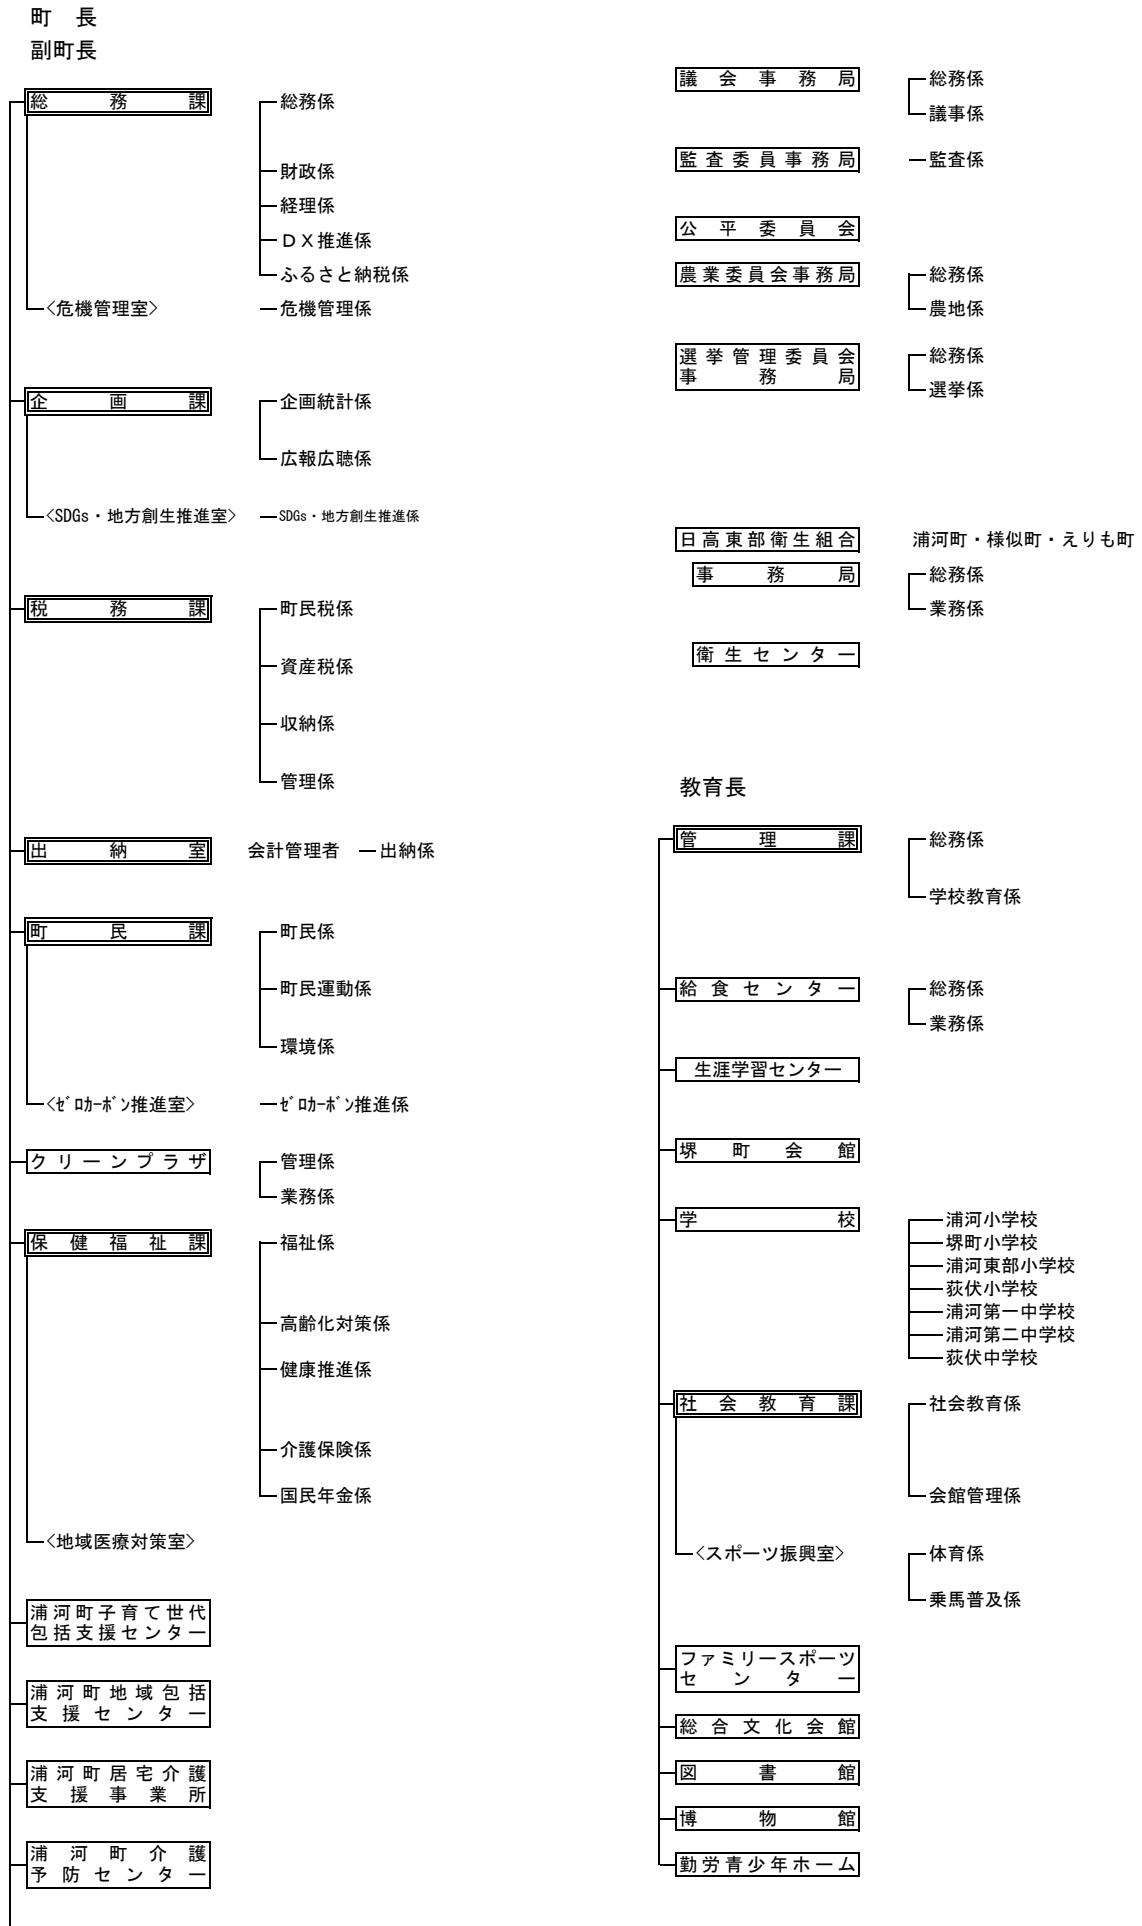 町　長
副町長
総務課
総務係
財政係
経理係
ＤＸ推進係
ふるさと納税係
〈危機管理室〉
危機管理係
企画課
企画統計係
広報広聴係
〈SDGs・地方創生推進室〉
SDGs・地方創生推進係
税務課
町民税係
資産税係
収納係
管理係
出納室
会計管理者
出納係
町民課
町民係
町民運動係
環境係
〈ｾﾞﾛｶｰﾎﾞﾝ推進室〉
ｾﾞﾛｶｰﾎﾞﾝ推進係
クリーンプラザ
管理係
業務係
保健福祉課
福祉係
高齢化対策係
健康推進係
介護保険係
国民年金係
〈地域医療対策室〉
浦河町子育て世代
包括支援センター
浦河町地域包括
支援センター
浦河町居宅介護
支援事業所
浦河町介護
予防センター
議会事務局
総務係
議事係
監査委員事務局
監査係
公平委員会
農業委員会事務局
総務係
農地係
選挙管理委員会
事務局
総務係
選挙係
日高東部衛生組合
浦河町・様似町・えりも町
事務局
総務係
業務係
衛生センター
教育長
管理課
総務係
学校教育係
給食センター
総務係
業務係
生涯学習センター
堺町会館
学校
浦河小学校
堺町小学校
浦河東部小学校
荻伏小学校
浦河第一中学校
浦河第二中学校
荻伏中学校
社会教育課
社会教育係
会館管理係
〈スポーツ振興室〉
体育係
乗馬普及係
ファミリースポーツ
センター
総合文化会館
図書館
博物館
勤労青少年ホーム